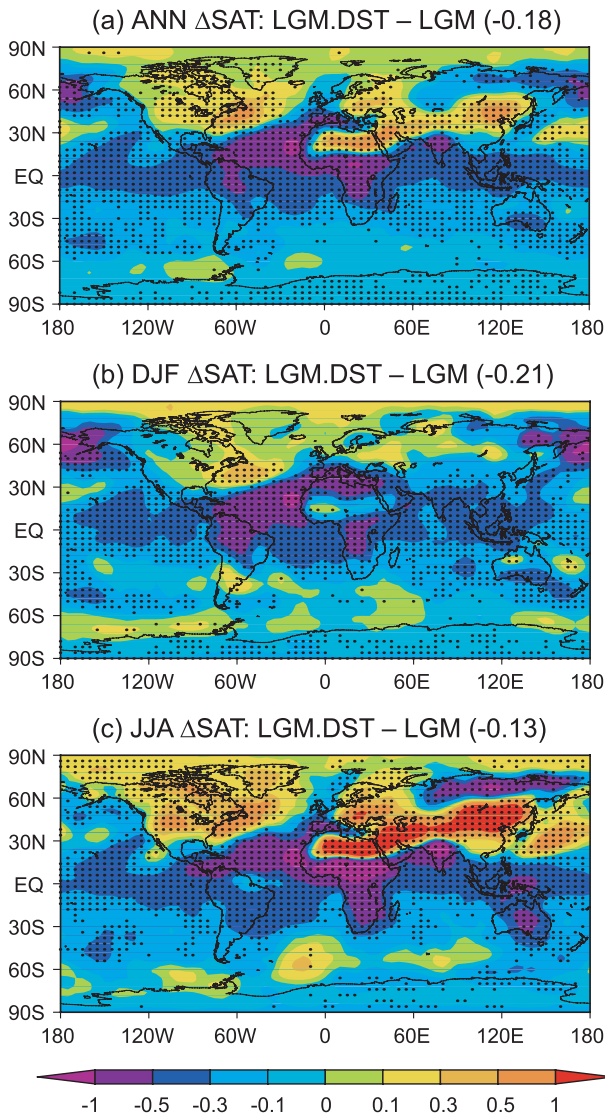 (a) ANN ΔSAT: LGM.DST – LGM (-0.18)
90N
60N
30N
EQ
30S
60S
90S
180 120W 60W 0 60E 120E 180
(b) DJF ΔSAT: LGM.DST – LGM (-0.21)
90N
60N
30N
EQ
30S
60S
90S
180 120W 60W 0 60E 120E 180
(c) JJA ΔSAT: LGM.DST – LGM (-0.13)
90N
60N
30N
EQ
30S
60S
90S
180 120W 60W 0 60E 120E 180
-1 -0.5 -0.3 -0.1 0 0.1 0.3 0.5 1